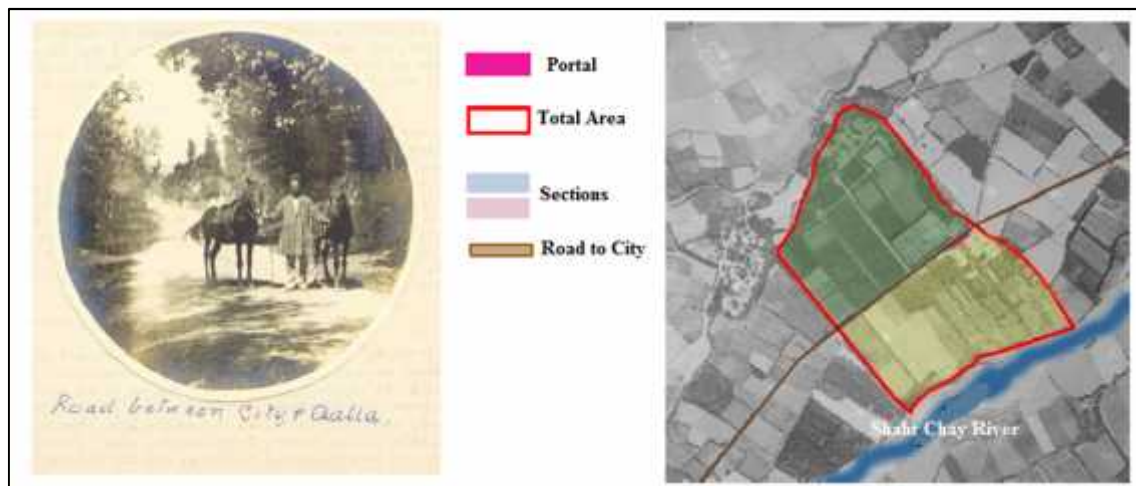 Road between City & Qalla.
Portal
Total Area
Sections
Road to City
Shahr Chay River